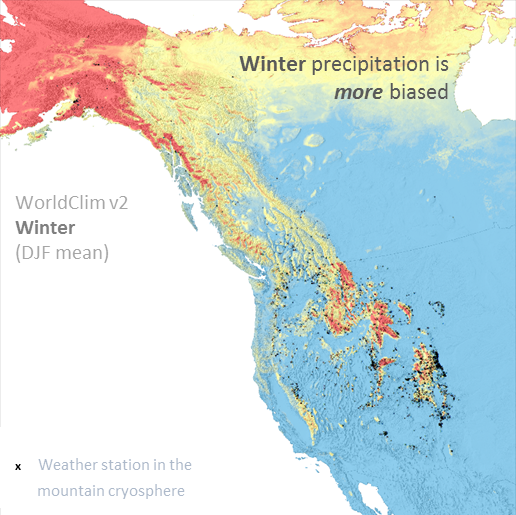 Winter precipitation is
more biased
WorldClim v2
Winter
(DJF mean)
x Weather station in the
mountain cryosphere